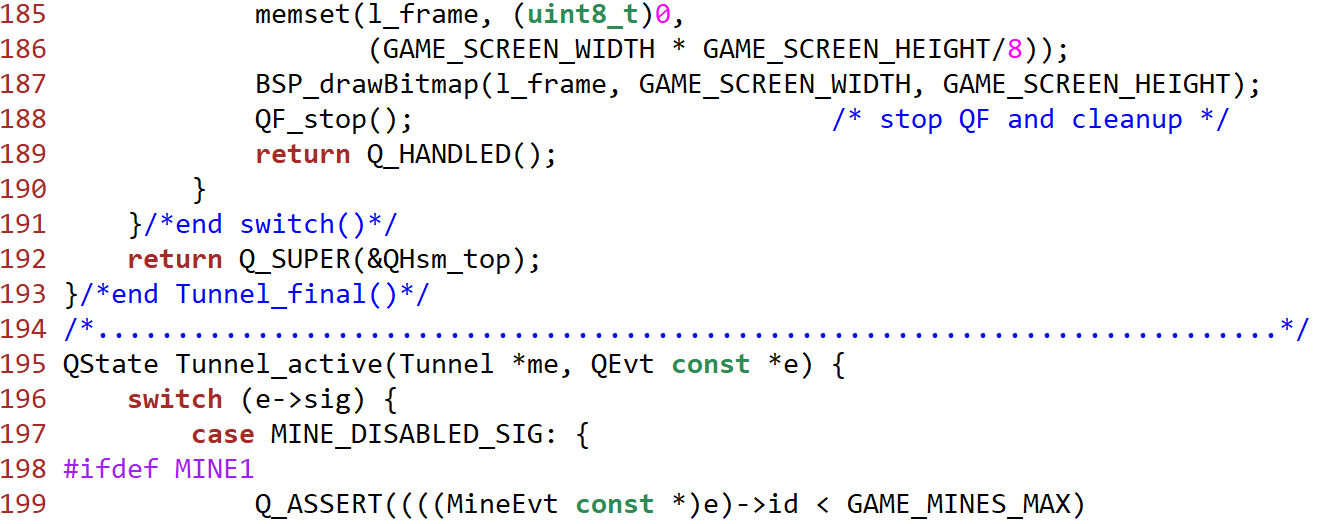 185             memset(l_frame, (uint8_t)0,
186                    (GAME_SCREEN_WIDTH * GAME_SCREEN_HEIGHT/8));
187             BSP_drawBitmap(l_frame, GAME_SCREEN_WIDTH, GAME_SCREEN_HEIGHT);
188             QF_stop();                          /* stop QF and cleanup */
189             return Q_HANDLED();
190         }
191     }/*end switch()*/
192     return Q_SUPER(&QHsm_top);
193 }/*end Tunnel_final()*/
194 /*..........................................................................*/
195 QState Tunnel_active(Tunnel *me, QEvt const *e) {
196     switch (e->sig) {
197         case MINE_DISABLED_SIG: {
198 #ifdef MINE1
199             Q_ASSERT((((MineEvt const *)e)->id < GAME_MINES_MAX)